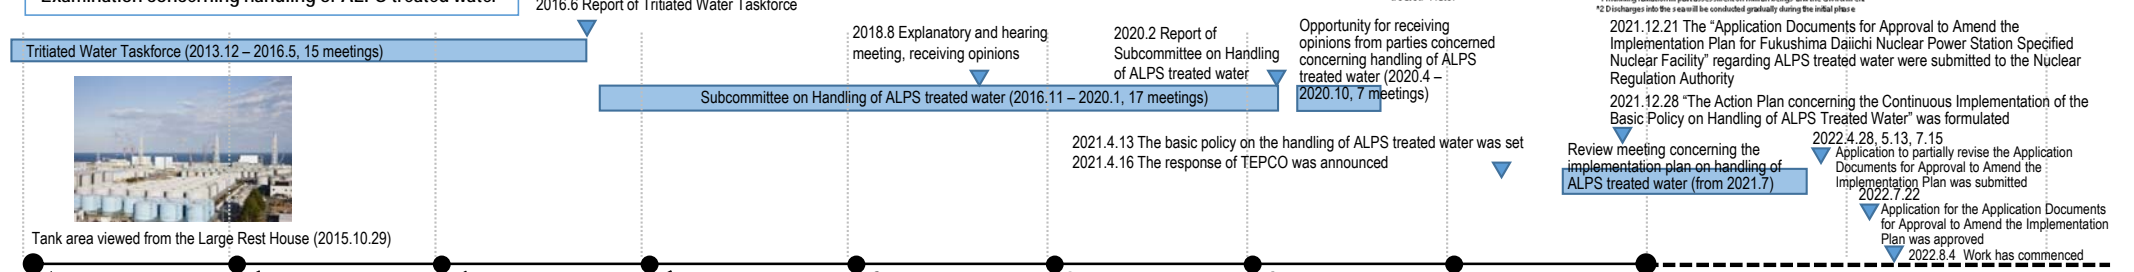 Examination concerning handling of ALPS treated water
2016.6 Report of Tritiated Water Taskforce
*2 Discharges into the sea will be conducted gradually during the initial phase
Tritiated Water Taskforce (2013.12 – 2016.5, 15 meetings)
2018.8 Explanatory and hearing
meeting, receiving opinions
2020.2 Report of
Subcommittee on Handling
of ALPS treated water
Opportunity for receiving
opinions from parties concerned
concerning handling of ALPS
treated water (2020.4 –
2020.10, 7 meetings)
Subcommittee on Handling of ALPS treated water (2016.11 – 2020.1, 17 meetings)
2021.4.13 The basic policy on the handling of ALPS treated water was set
2021.4.16 The response of TEPCO was announced
2021.12.21 The “Application Documents for Approval to Amend the
Implementation Plan for Fukushima Daiichi Nuclear Power Station Specified
Nuclear Facility” regarding ALPS treated water were submitted to the Nuclear
Regulation Authority
2021.12.28 “The Action Plan concerning the Continuous Implementation of the
Basic Policy on Handling of ALPS Treated Water” was formulated
Review meeting concerning the
implementation plan on handling of
ALPS treated water (from 2021.7)
2022.4.28, 5.13, 7.15
Application to partially revise the Application
Documents for Approval to Amend the
Implementation Plan was submitted
2022.7.22
Application for the Application Documents
for Approval to Amend the Implementation
Plan was approved
2022.8.4 Work has commenced
Tank area viewed from the Large Rest House (2015.10.29)